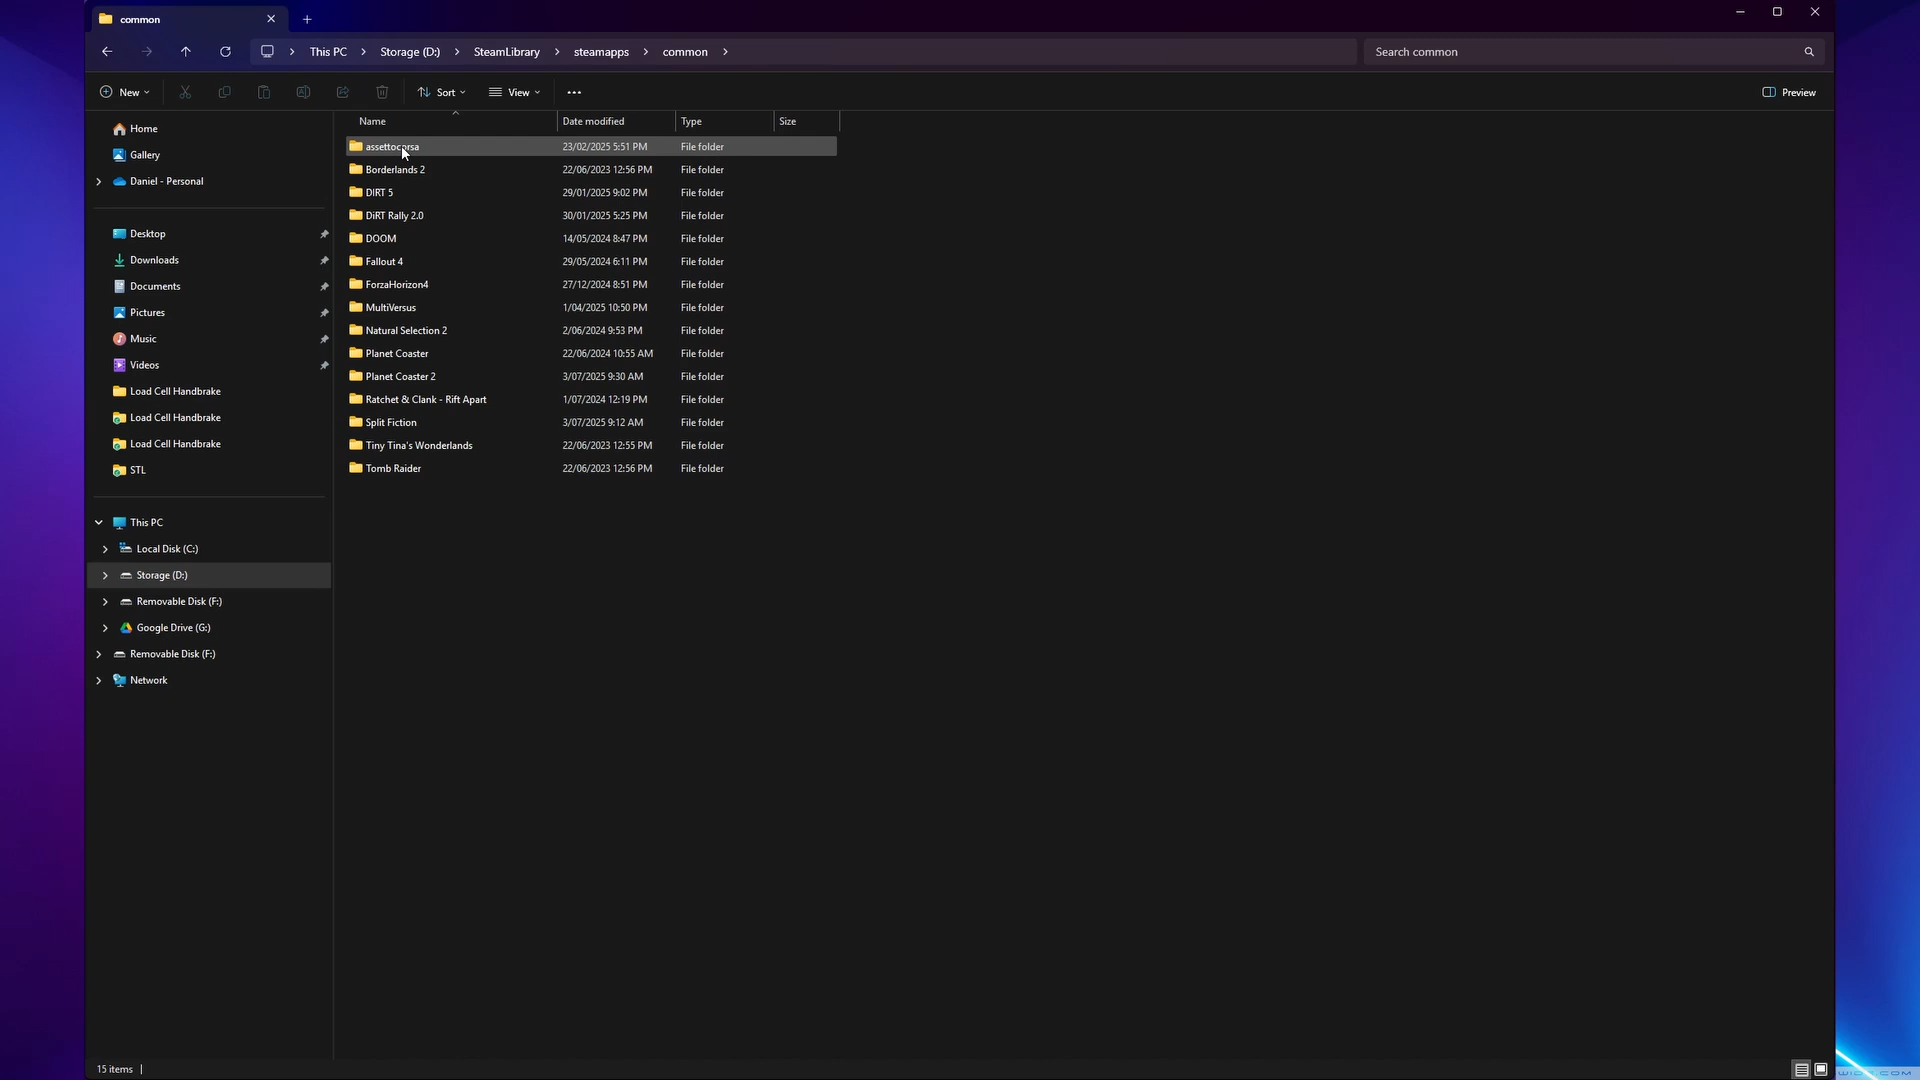 common
This PC
Storage (D:)
SteamLibrary
steamapps
common
Search common
New
Sort
View
Preview
Home
Gallery
Daniel - Personal
Desktop
Downloads
Documents
Pictures
Music
Videos
Load Cell Handbrake
Load Cell Handbrake
Load Cell Handbrake
STL
This PC
Local Disk (C:)
Storage (D:)
Removable Disk (F:)
Google Drive (G:)
Removable Disk (F:)
Network
Name Date modified Type Size
assettocorsa 23/02/2025 5:51 PM File folder
Borderlands 2 22/06/2023 12:56 PM File folder
DIRT 5 29/01/2025 9:02 PM File folder
DiRT Rally 2.0 30/01/2025 5:25 PM File folder
DOOM 14/05/2024 8:47 PM File folder
Fallout 4 29/05/2024 6:11 PM File folder
ForzaHorizon4 27/12/2024 8:51 PM File folder
MultiVersus 1/04/2025 10:50 PM File folder
Natural Selection 2 2/06/2024 9:53 PM File folder
Planet Coaster 22/06/2024 10:55 AM File folder
Planet Coaster 2 3/07/2025 9:30 AM File folder
Ratchet & Clank - Rift Apart 1/07/2024 12:19 PM File folder
Split Fiction 3/07/2025 9:12 AM File folder
Tiny Tina's Wonderlands 22/06/2023 12:55 PM File folder
Tomb Raider 22/06/2023 12:56 PM File folder
15 items